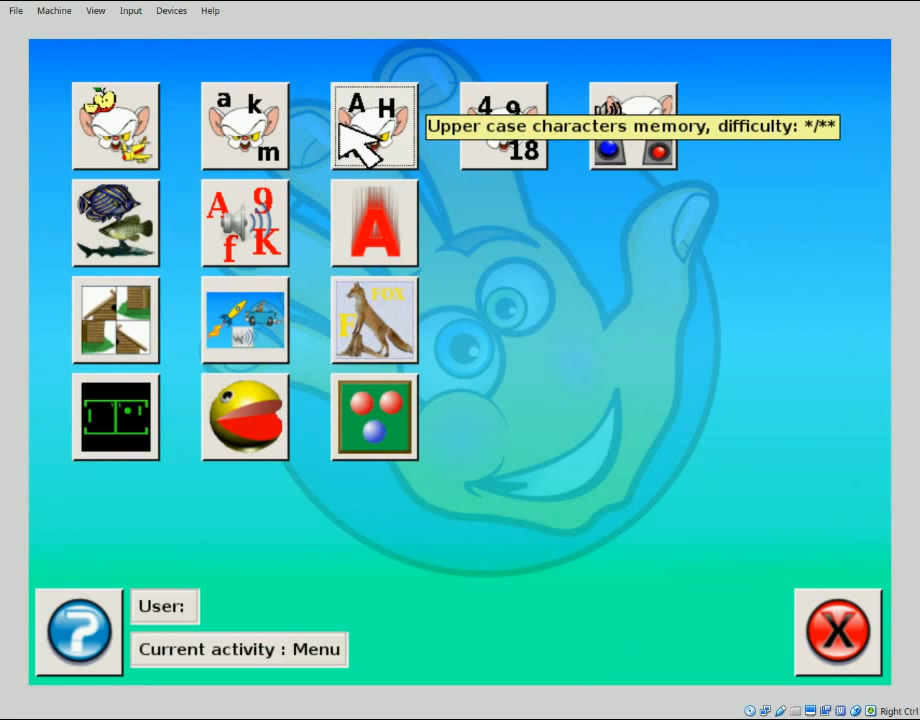 File Machine View Input Devices Help
a k m
A H
4 9 18
Upper case characters memory, difficulty: */**
A 9 f K
A
FOX
F
?
User:
Current activity : Menu
X
Right Ctrl